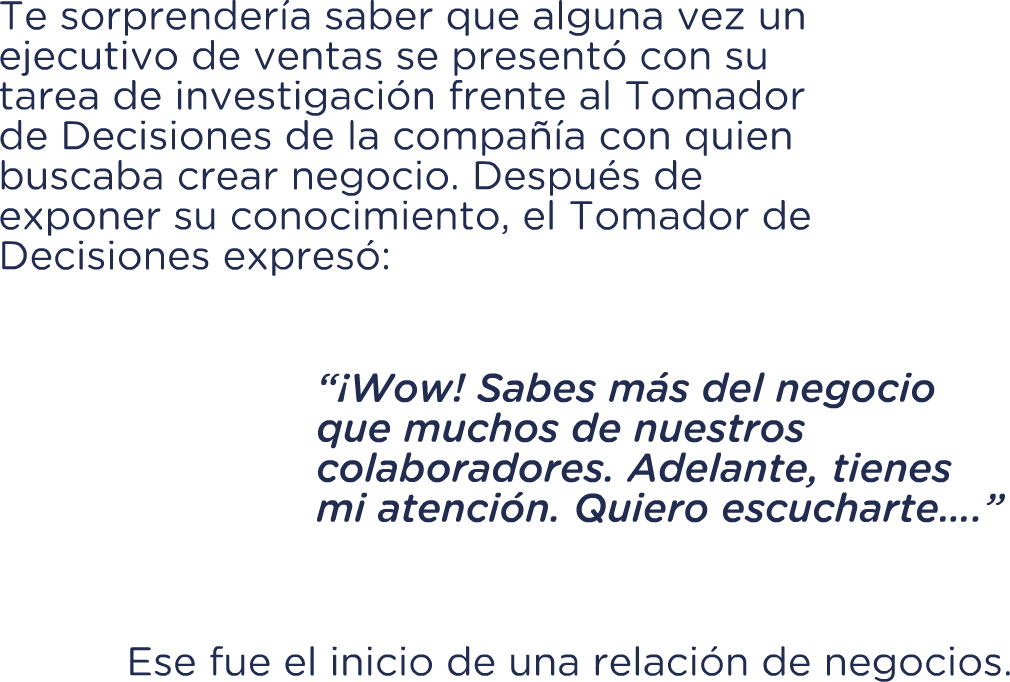 Te sorprendería saber que alguna vez un
ejecutivo de ventas se presentó con su
tarea de investigación frente al Tomador
de Decisiones de la compañía con quien
buscaba crear negocio. Después de
exponer su conocimiento, el Tomador de
Decisiones expresó:
“¡Wow! Sabes más del negocio
que muchos de nuestros
colaboradores. Adelante, tienes
mi atención. Quiero escucharte....”
Ese fue el inicio de una relación de negocios.